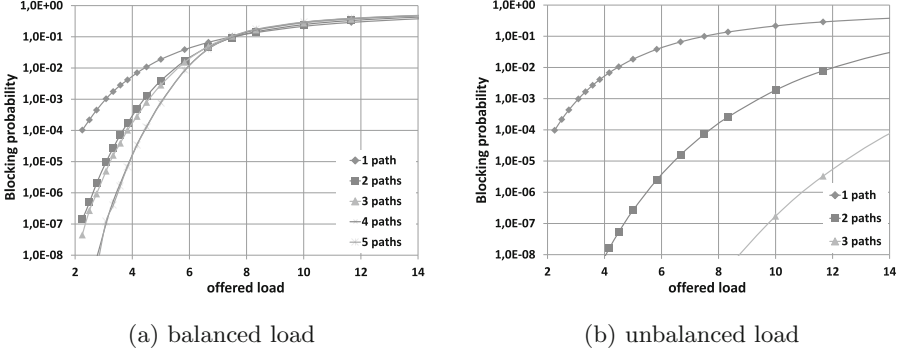 1,0E+00
1,0E-01
1,0E-02
1,0E-03
1,0E-04
1,0E-05
1,0E-06
1,0E-07
1,0E-08
Blocking probability
2 4 6 8 10 12 14
offered load
1 path
2 paths
3 paths
4 paths
5 paths
(a) balanced load
1,0E+00
1,0E-01
1,0E-02
1,0E-03
1,0E-04
1,0E-05
1,0E-06
1,0E-07
1,0E-08
Blocking probability
2 4 6 8 10 12 14
offered load
1 path
2 paths
3 paths
(b) unbalanced load